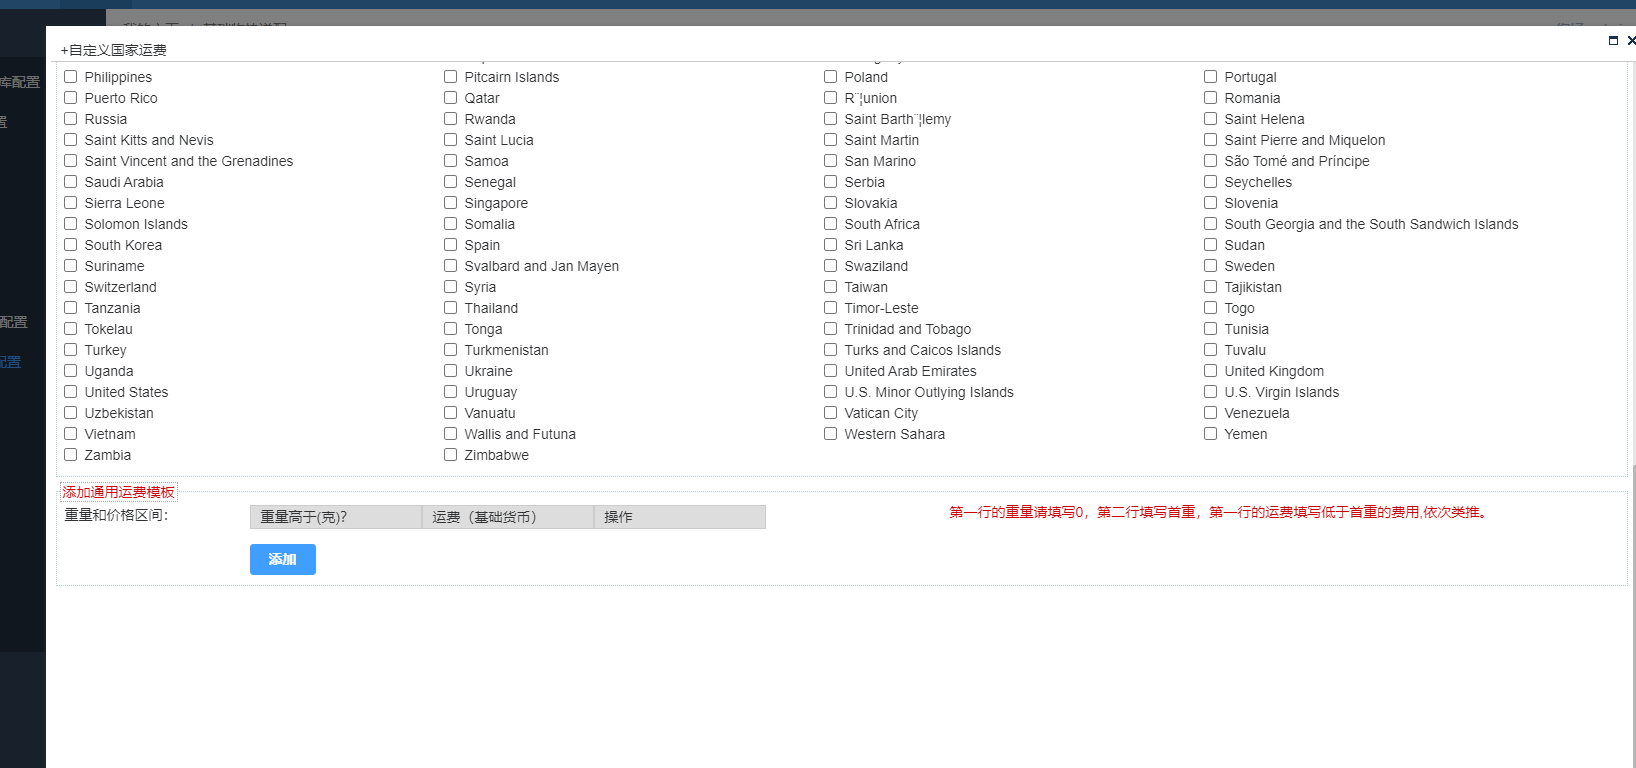 +自定义国家运费
库配置
置
配置
配置
Philippines Pitcairn Islands Poland Portugal
Puerto Rico Qatar R¨¦union Romania
Russia Rwanda Saint Barth¨¦lemy Saint Helena
Saint Kitts and Nevis Saint Lucia Saint Martin Saint Pierre and Miquelon
Saint Vincent and the Grenadines Samoa San Marino São Tomé and Príncipe
Saudi Arabia Senegal Serbia Seychelles
Sierra Leone Singapore Slovakia Slovenia
Solomon Islands Somalia South Africa South Georgia and the South Sandwich Islands
South Korea Spain Sri Lanka Sudan
Suriname Svalbard and Jan Mayen Swaziland Sweden
Switzerland Syria Taiwan Tajikistan
Tanzania Thailand Timor-Leste Togo
Tokelau Tonga Trinidad and Tobago Tunisia
Turkey Turkmenistan Turks and Caicos Islands Tuvalu
Uganda Ukraine United Arab Emirates United Kingdom
United States Uruguay U.S. Minor Outlying Islands U.S. Virgin Islands
Uzbekistan Vanuatu Vatican City Venezuela
Vietnam Wallis and Futuna Western Sahara Yemen
Zambia Zimbabwe
添加通用运费模板
重量和价格区间： 重量高于(克)? 运费（基础货币） 操作 第一行的重量请填写0，第二行填写首重，第一行的运费填写低于首重的费用,依次类推。
添加